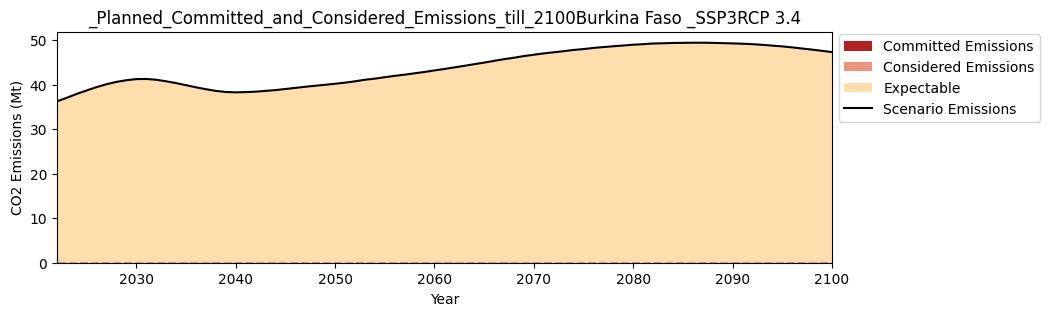 _Planned_Committed_and_Considered_Emissions_till_2100Burkina Faso _SSP3RCP 3.4
CO2 Emissions (Mt)
50
40
30
20
10
0
2030 2040 2050 2060 2070 2080 2090 2100
Year
Committed Emissions
Considered Emissions
Expectable
Scenario Emissions